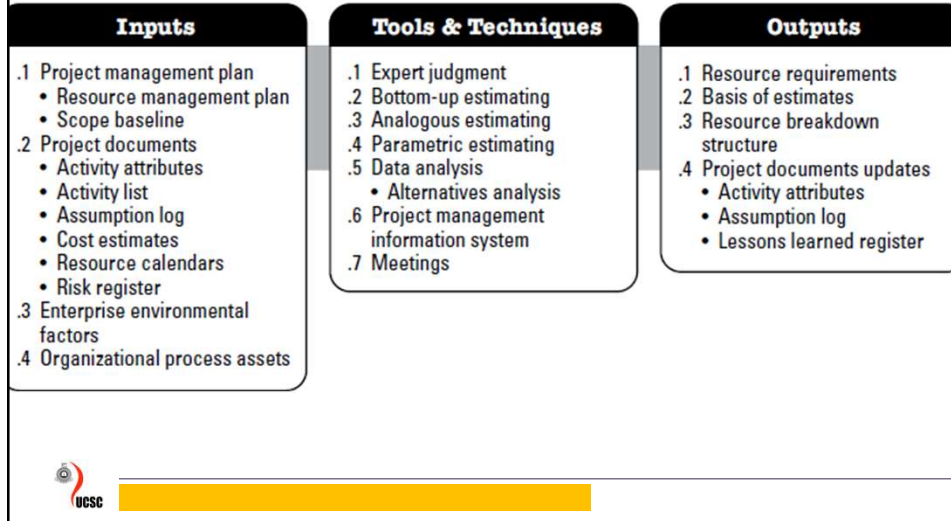 Inputs
.1 Project management plan
• Resource management plan
• Scope baseline
.2 Project documents
• Activity attributes
• Activity list
• Assumption log
• Cost estimates
• Resource calendars
• Risk register
.3 Enterprise environmental
factors
.4 Organizational process assets
Tools & Techniques
.1 Expert judgment
.2 Bottom-up estimating
.3 Analogous estimating
.4 Parametric estimating
.5 Data analysis
• Alternatives analysis
.6 Project management
information system
.7 Meetings
Outputs
.1 Resource requirements
.2 Basis of estimates
.3 Resource breakdown
structure
.4 Project documents updates
• Activity attributes
• Assumption log
• Lessons learned register
UCSC